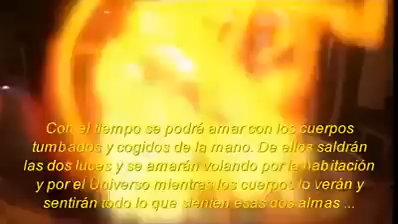 Con el tiempo se podrá amar con los cuerpos
tumbados y cogidos de la mano. De ellos saldrán
las dos luces y se amarán volando por la habitación
y por el Universo mientras los cuerpos lo verán y
sentirán todo lo que sienten esas dos almas ...